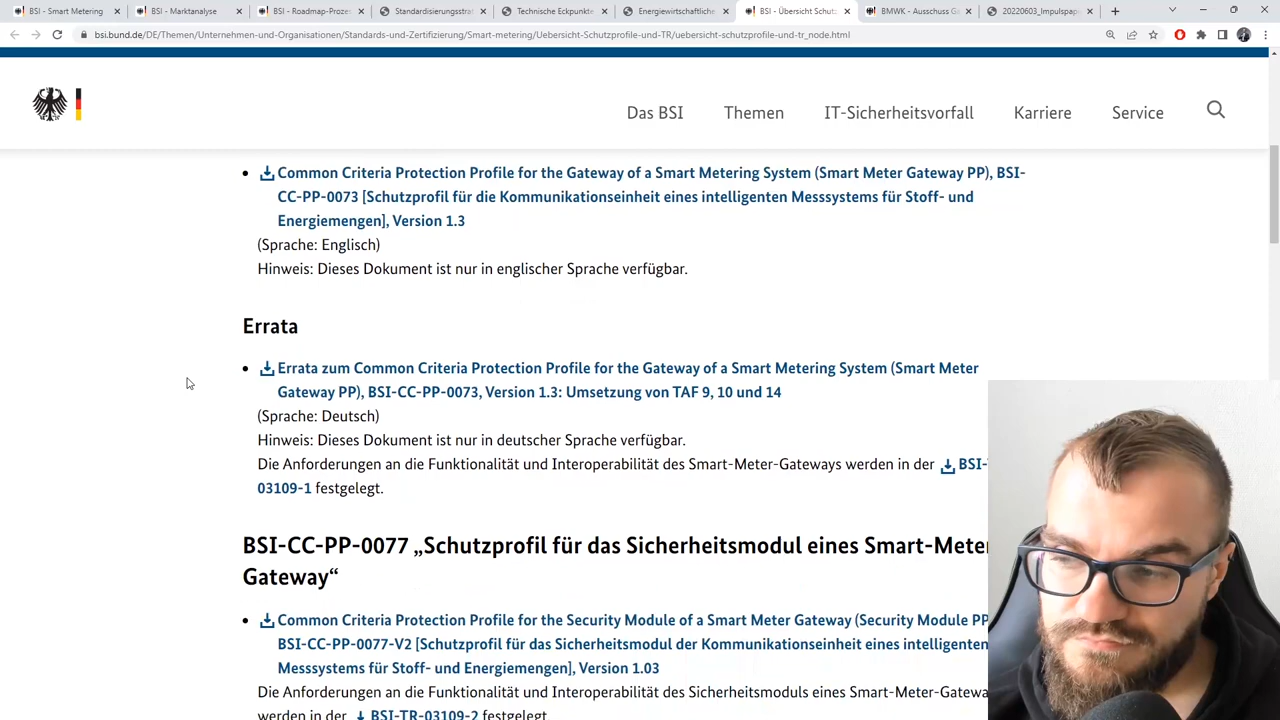 BSI - Smart Metering
BSI - Marktanalyse
BSI - Roadmap-Prozes
Standardisierungsstrat
Technische Eckpunkte
Energiewirtschaftliche
BSI - Übersicht Schutz
BMWK - Ausschuss Ga
20220603_Impulspapi
bsi.bund.de/DE/Themen/Unternehmen-und-Organisationen/Standards-und-Zertifizierung/Smart-metering/Uebersicht-Schutzprofile-und-TR/uebersicht-schutzprofile-und-tr_node.html
Das BSI
Themen
IT-Sicherheitsvorfall
Karriere
Service
Common Criteria Protection Profile for the Gateway of a Smart Metering System (Smart Meter Gateway PP), BSI-
CC-PP-0073 [Schutzprofil für die Kommunikationseinheit eines intelligenten Messsystems für Stoff- und
Energiemengen], Version 1.3
(Sprache: Englisch)
Hinweis: Dieses Dokument ist nur in englischer Sprache verfügbar.
Errata
Errata zum Common Criteria Protection Profile for the Gateway of a Smart Metering System (Smart Meter
Gateway PP), BSI-CC-PP-0073, Version 1.3: Umsetzung von TAF 9, 10 und 14
(Sprache: Deutsch)
Hinweis: Dieses Dokument ist nur in deutscher Sprache verfügbar.
Die Anforderungen an die Funktionalität und Interoperabilität des Smart-Meter-Gateways werden in der BSI-
03109-1 festgelegt.
BSI-CC-PP-0077 „Schutzprofil für das Sicherheitsmodul eines Smart-Meter
Gateway“
Common Criteria Protection Profile for the Security Module of a Smart Meter Gateway (Security Module PP
BSI-CC-PP-0077-V2 [Schutzprofil für das Sicherheitsmodul der Kommunikationseinheit eines intelligenten
Messsystems für Stoff- und Energiemengen], Version 1.03
Die Anforderungen an die Funktionalität und Interoperabilität des Sicherheitsmoduls eines Smart-Meter-Gatewa
werden in der BSI-TR-03109-2 festgelegt.